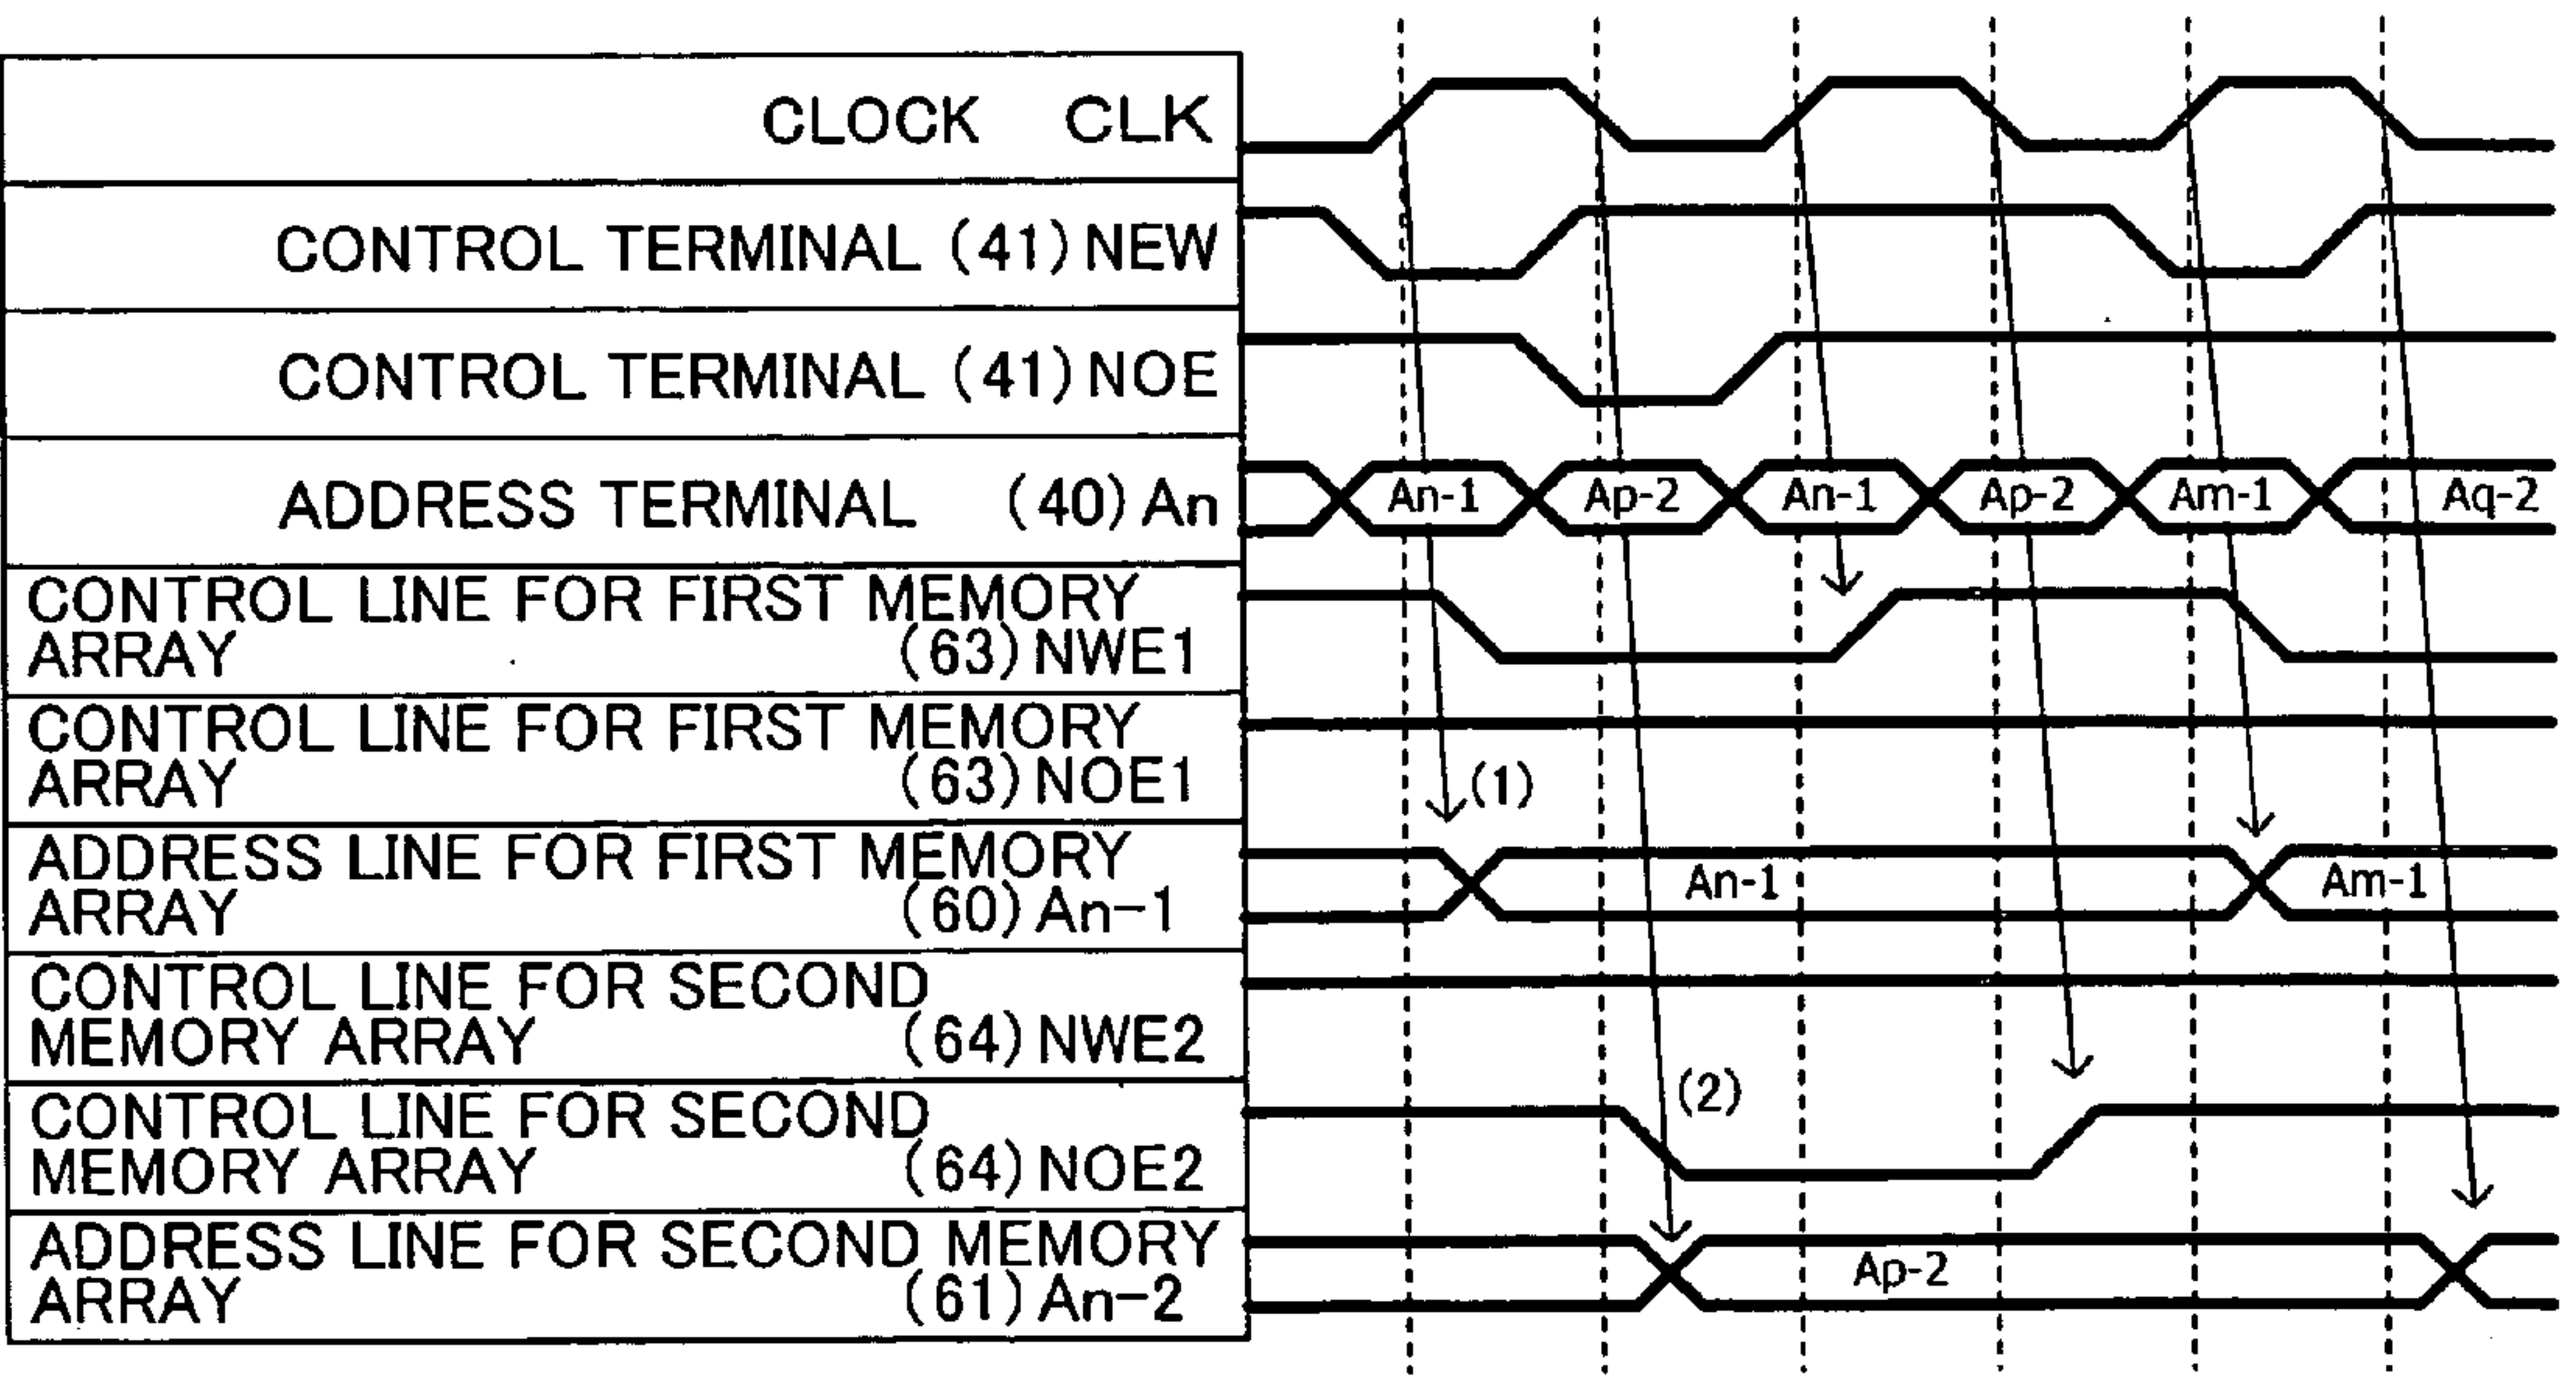 CLOCK CLK
CONTROL TERMINAL (41) NEW
CONTROL TERMINAL (41) NOE
ADDRESS TERMINAL (40) An
An-1 Ap-2 An-1 Ap-2 Am-1 Aq-2
CONTROL LINE FOR FIRST MEMORY
ARRAY (63) NWE1
CONTROL LINE FOR FIRST MEMORY
ARRAY (63) NOE1
(1)
ADDRESS LINE FOR FIRST MEMORY
ARRAY (60) An-1
An-1 Am-1
CONTROL LINE FOR SECOND
MEMORY ARRAY (64) NWE2
CONTROL LINE FOR SECOND
MEMORY ARRAY (64) NOE2
(2)
ADDRESS LINE FOR SECOND MEMORY
ARRAY (61) An-2
Ap-2